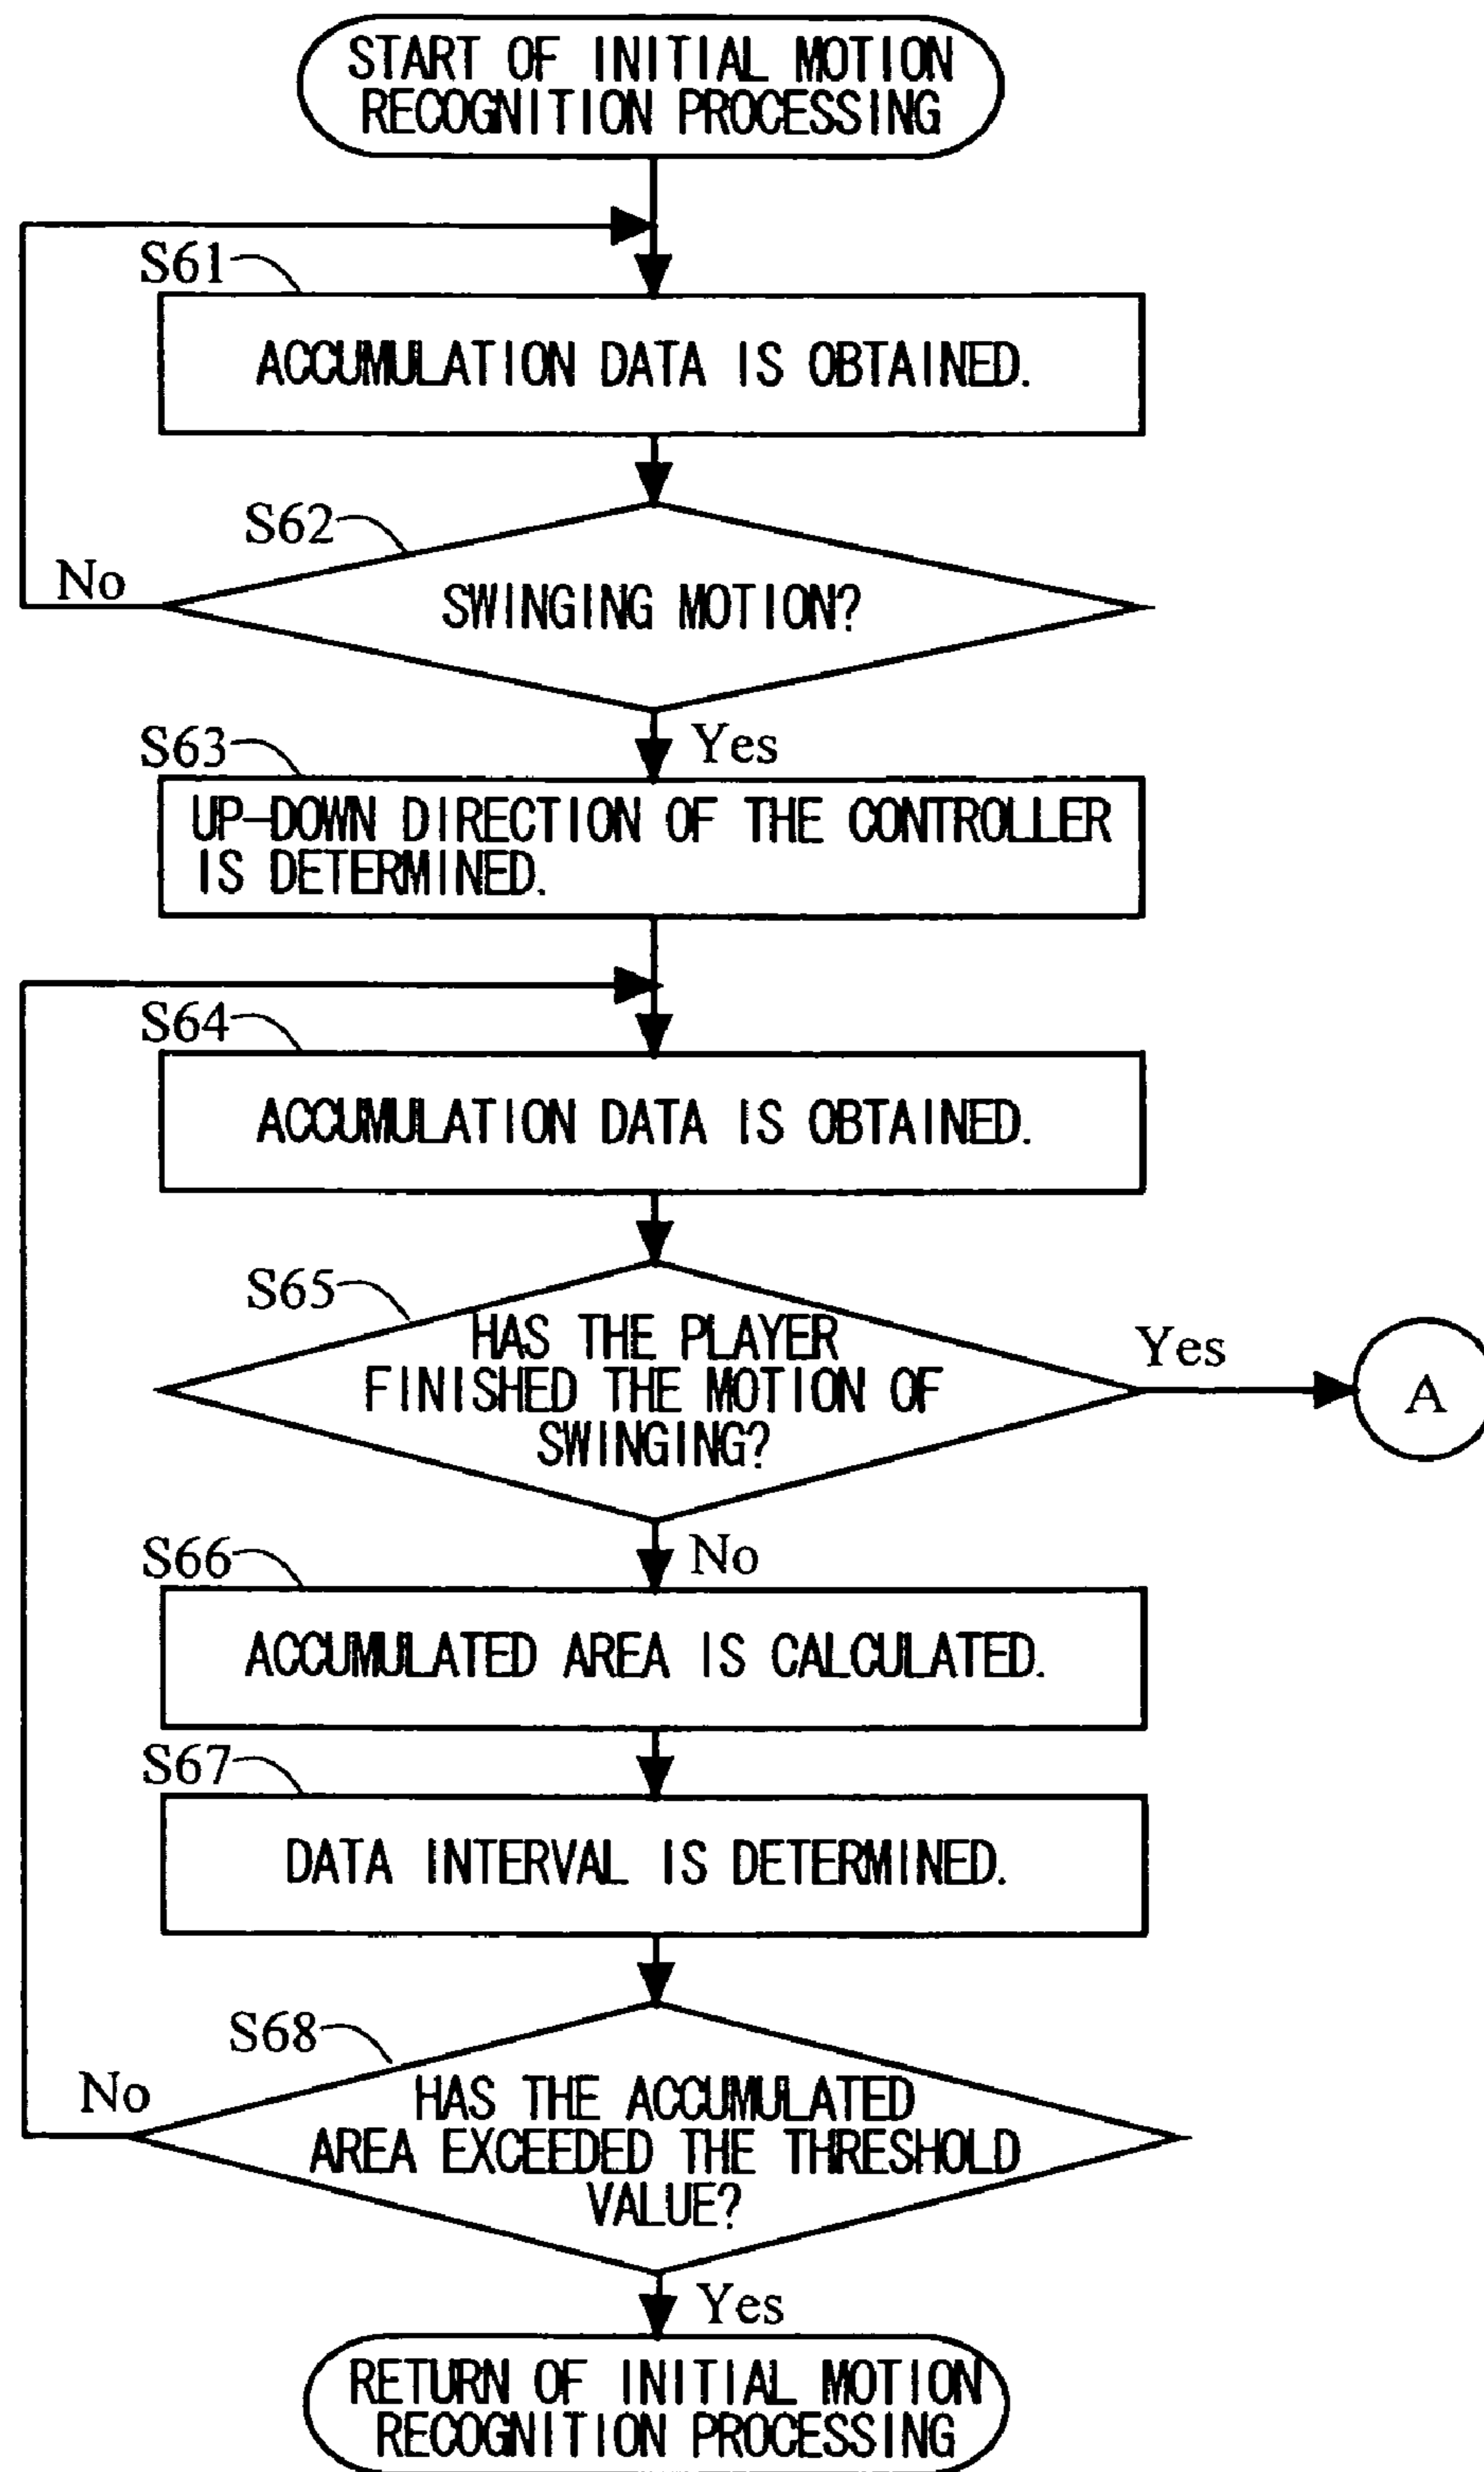 START OF INITIAL MOTION
RECOGNITION PROCESSING
S61
ACCUMULATION DATA IS OBTAINED.
S62
No
SWINGING MOTION?
Yes
S63
UP-DOWN DIRECTION OF THE CONTROLLER
IS DETERMINED.
S64
ACCUMULATION DATA IS OBTAINED.
S65
HAS THE PLAYER
FINISHED THE MOTION OF
SWINGING?
Yes
A
No
S66
ACCUMULATED AREA IS CALCULATED.
S67
DATA INTERVAL IS DETERMINED.
S68
No
HAS THE ACCUMULATED
AREA EXCEEDED THE THRESHOLD
VALUE?
Yes
RETURN OF INITIAL MOTION
RECOGNITION PROCESSING